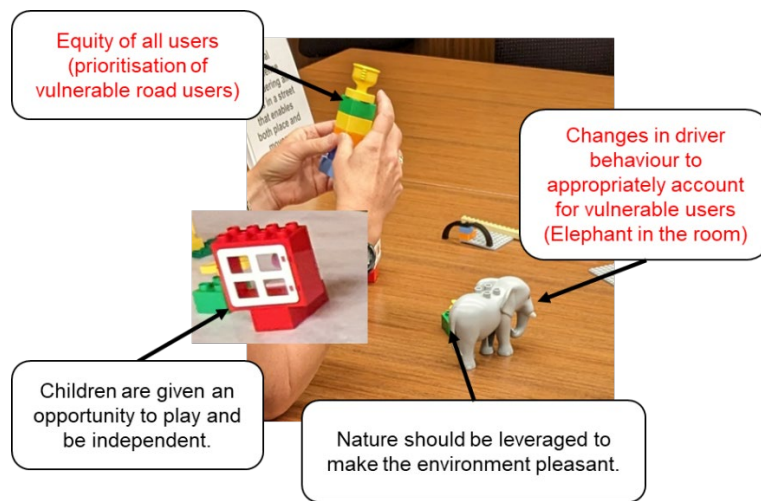 Equity of all users
(prioritisation of
vulnerable road users)
in a street
that enables
both place and
Changes in driver
behaviour to
appropriately account
for vulnerable users
(Elephant in the room)
Children are given an
opportunity to play and
be independent.
Nature should be leveraged to
make the environment pleasant.